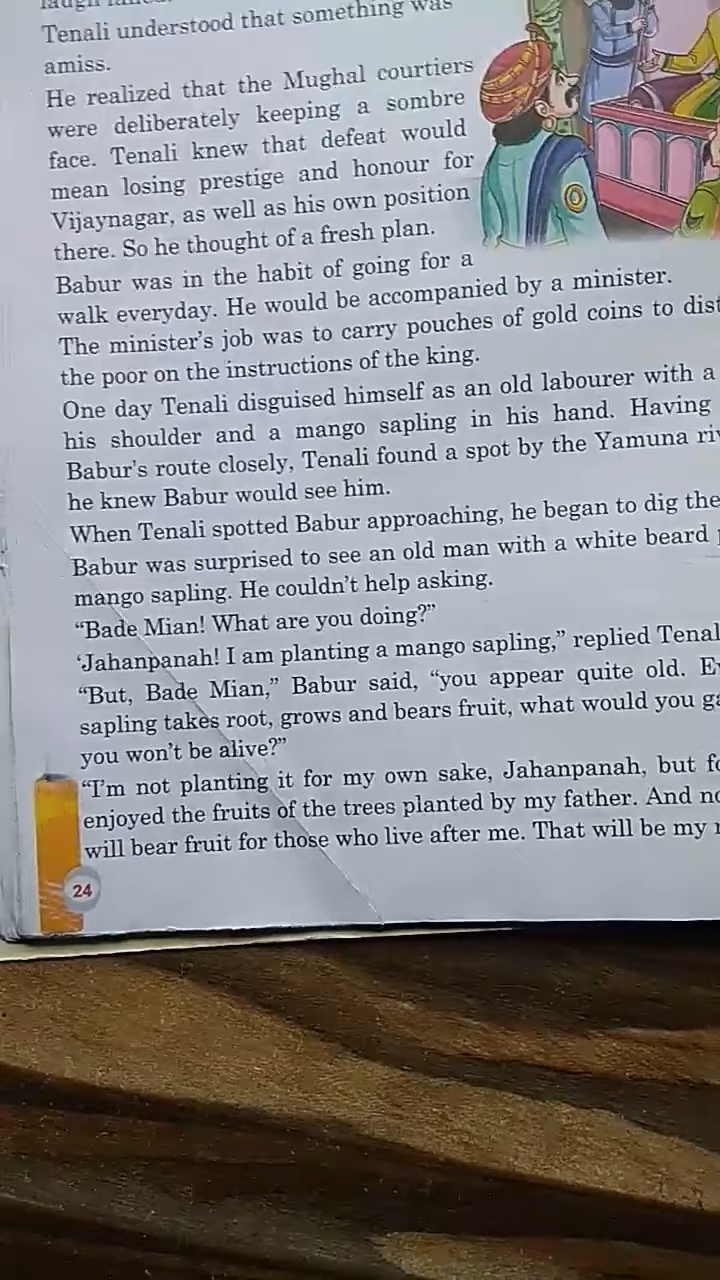 Tenali understood that something was
amiss.
He realized that the Mughal courtiers
were deliberately keeping a sombre
face. Tenali knew that defeat would
mean losing prestige and honour for
Vijaynagar, as well as his own position
there. So he thought of a fresh plan.
Babur was in the habit of going for a
walk everyday. He would be accompanied by a minister.
The minister's job was to carry pouches of gold coins to
the poor on the instructions of the king.
One day Tenali disguised himself as an old labourer with a
his shoulder and a mango sapling in his hand. Having
Babur's route closely, Tenali found a spot by the Yamuna
he knew Babur would see him.
When Tenali spotted Babur approaching, he began to dig the
Babur was surprised to see an old man with a white beard
mango sapling. He couldn't help asking.
“Bade Mian! What are you doing?”
‘Jahanpanah! I am planting a mango sapling,” replied Tenal
“But, Bade Mian,” Babur said, “you appear quite old.
sapling takes root, grows and bears fruit, what would you
you won't be alive?”
“I'm not planting it for my own sake, Jahanpanah, but
enjoyed the fruits of the trees planted by my father. And
will bear fruit for those who live after me. That will be my
24